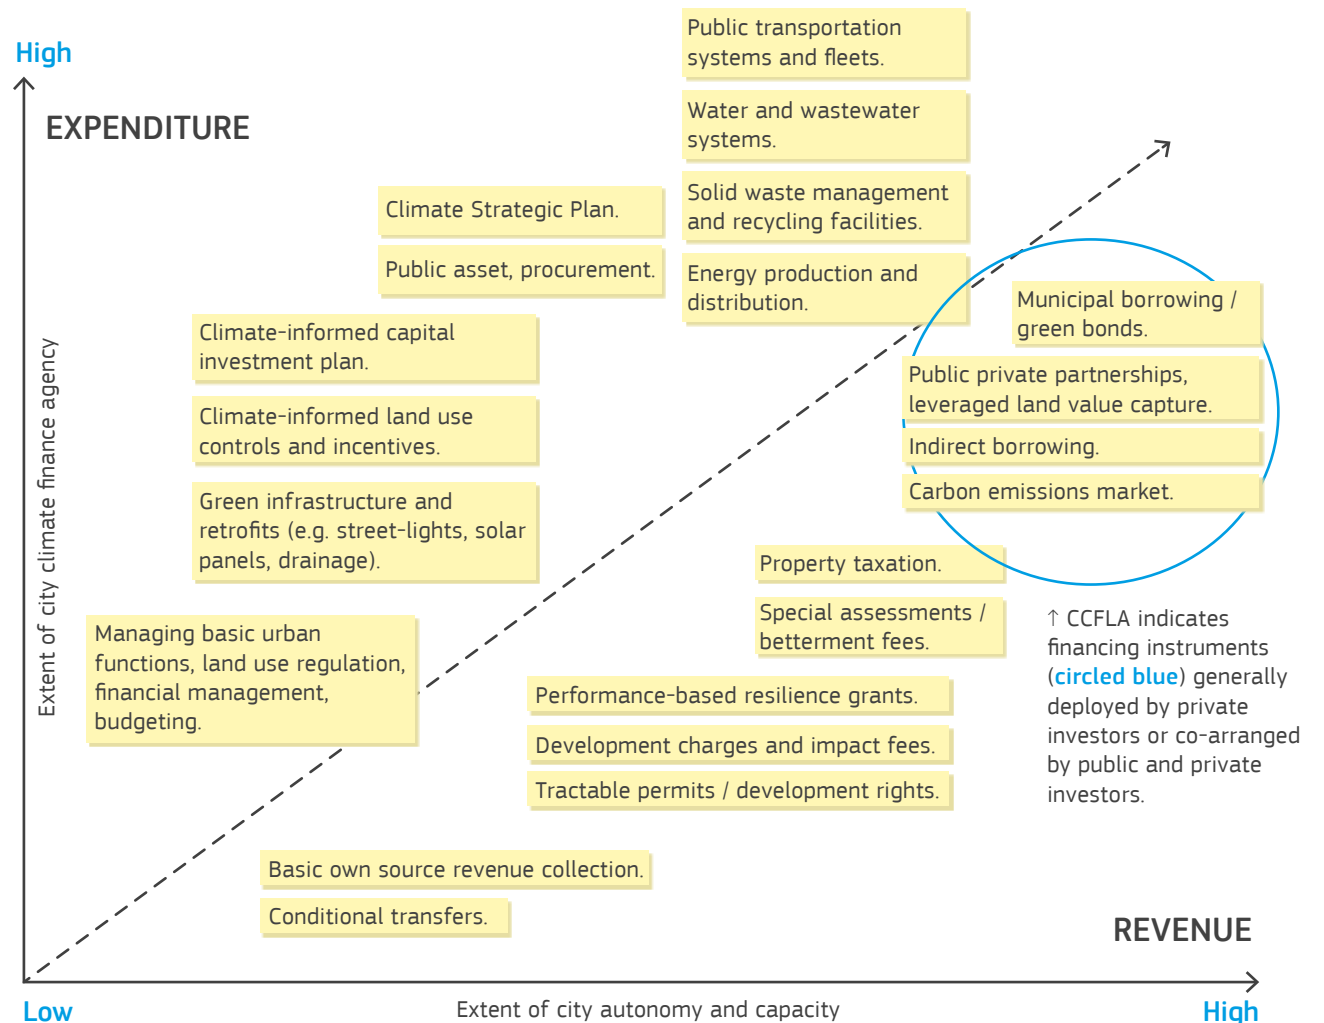 High
EXPENDITURE
Public transportation
systems and fleets.
Water and wastewater
systems.
Solid waste management
and recycling facilities.
Energy production and
distribution.
Climate Strategic Plan.
Public asset, procurement.
Climate-informed capital
investment plan.
Climate-informed land use
controls and incentives.
Green infrastructure and
retrofits (e.g. street-lights, solar
panels, drainage).
Managing basic urban
functions, land use regulation,
financial management,
budgeting.
Extent of city climate finance agency
Municipal borrowing /
green bonds.
Public private partnerships,
leveraged land value capture.
Indirect borrowing.
Carbon emissions market.
Property taxation.
Special assessments /
betterment fees.
Performance-based resilience grants.
Development charges and impact fees.
Tractable permits / development rights.
Basic own source revenue collection.
Conditional transfers.
↑ CCFLA indicates
financing instruments
(circled blue) generally
deployed by private
investors or co-arranged
by public and private
investors.
REVENUE
Low
Extent of city autonomy and capacity
High